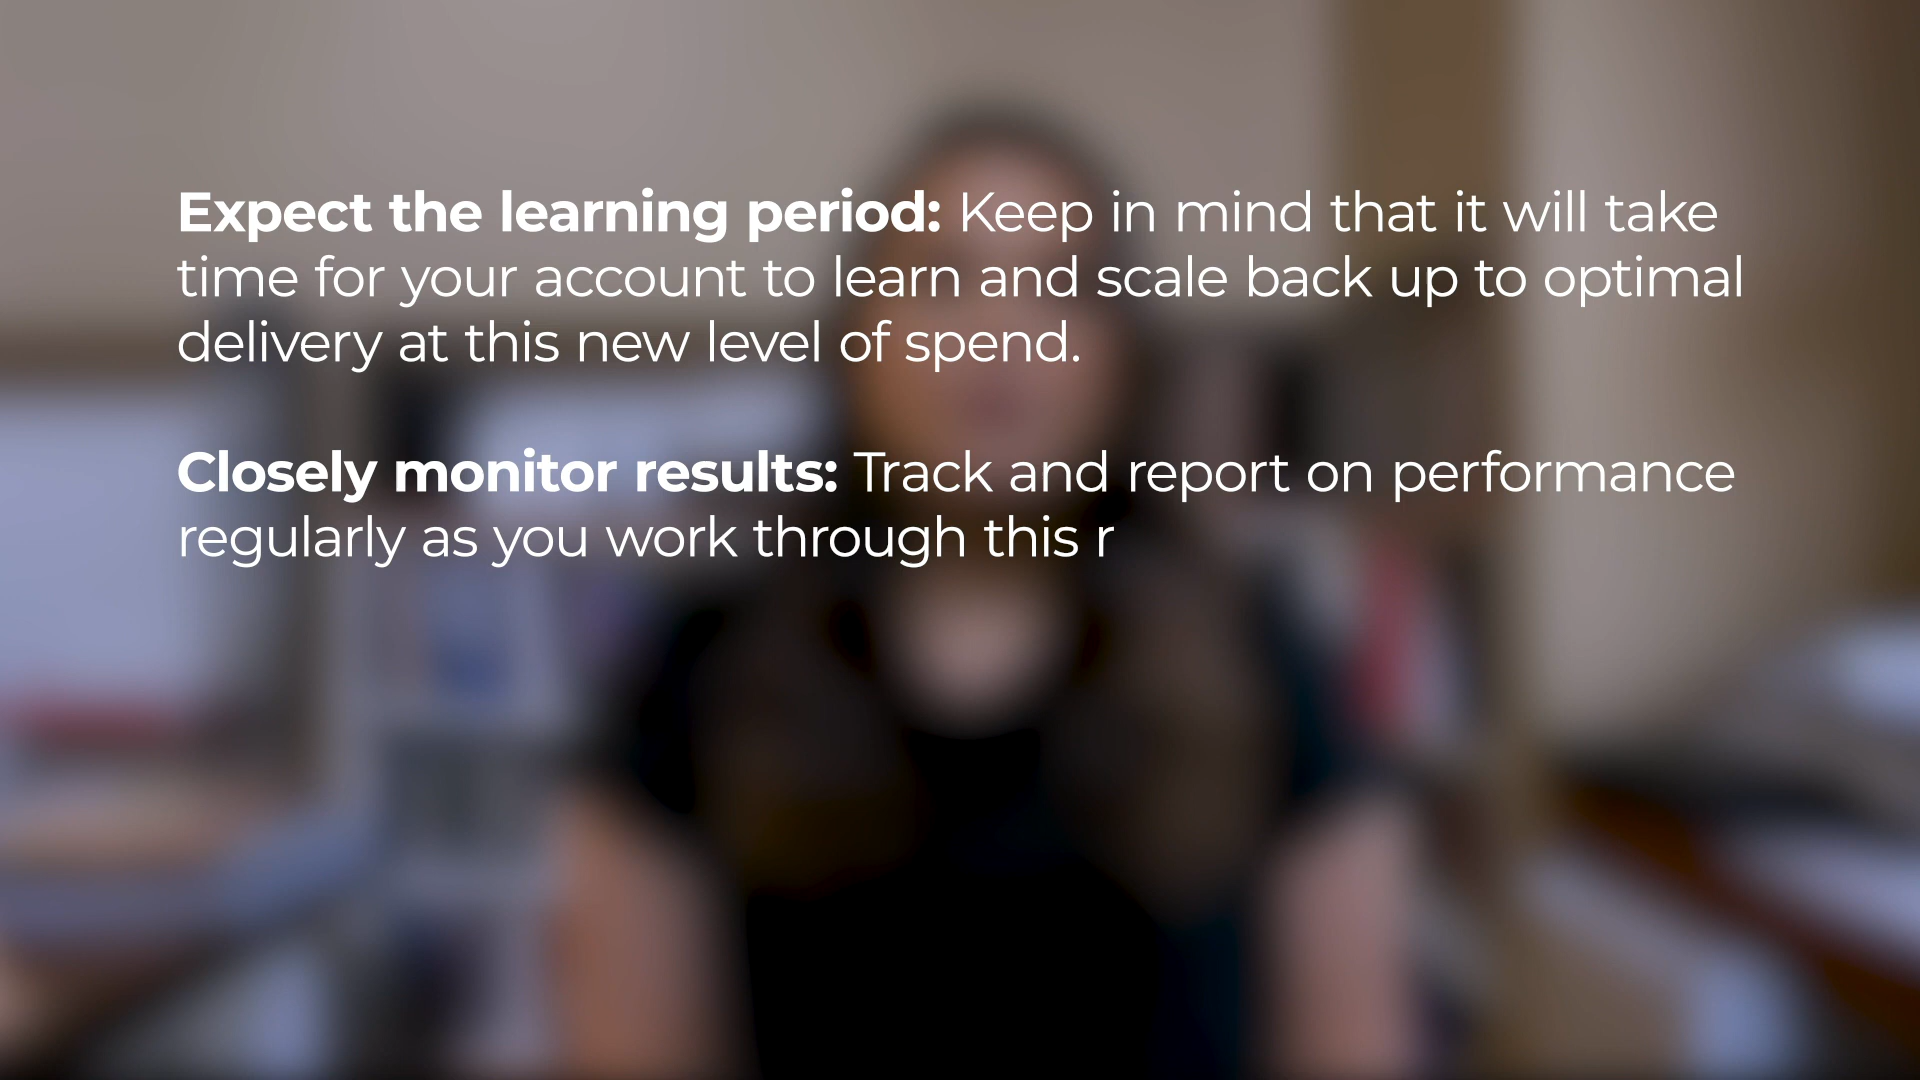 Expect the learning period: Keep in mind that it will take
time for your account to learn and scale back up to optimal
delivery at this new level of spend.
Closely monitor results: Track and report on performance
regularly as you work through this r